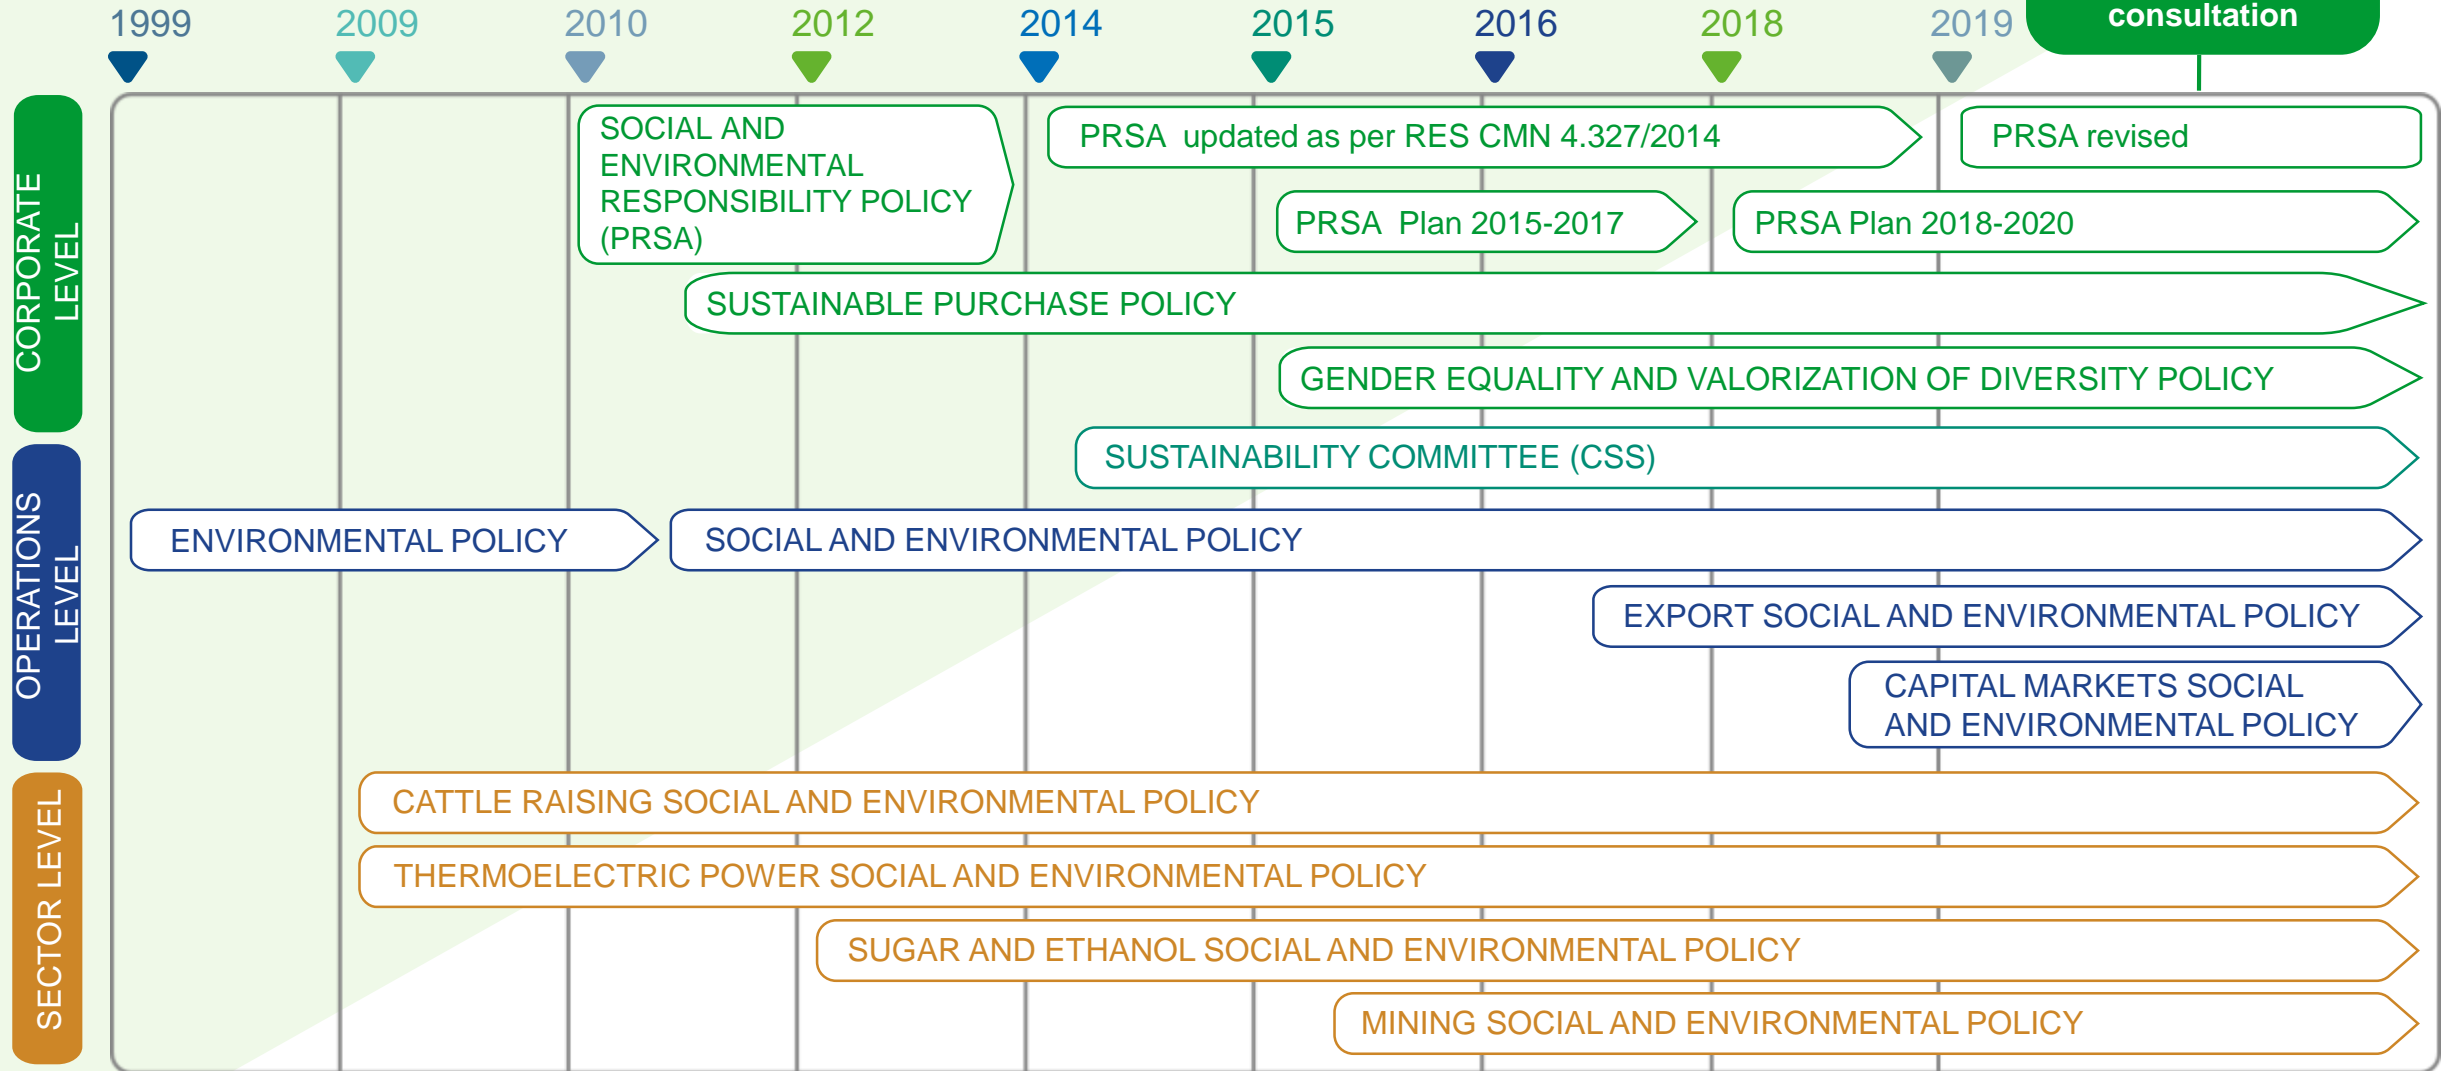 1999
2009
2010
2012
2014
2015
2016
2018
2019
consultation
CORPORATE
LEVEL
SOCIAL AND
ENVIRONMENTAL
RESPONSIBILITY POLICY
(PRSA)
PRSA updated as per RES CMN 4.327/2014
PRSA revised
PRSA Plan 2015-2017
PRSA Plan 2018-2020
SUSTAINABLE PURCHASE POLICY
GENDER EQUALITY AND VALORIZATION OF DIVERSITY POLICY
OPERATIONS
LEVEL
SUSTAINABILITY COMMITTEE (CSS)
ENVIRONMENTAL POLICY
SOCIAL AND ENVIRONMENTAL POLICY
EXPORT SOCIAL AND ENVIRONMENTAL POLICY
CAPITAL MARKETS SOCIAL
AND ENVIRONMENTAL POLICY
SECTOR LEVEL
CATTLE RAISING SOCIAL AND ENVIRONMENTAL POLICY
THERMOELECTRIC POWER SOCIAL AND ENVIRONMENTAL POLICY
SUGAR AND ETHANOL SOCIAL AND ENVIRONMENTAL POLICY
MINING SOCIAL AND ENVIRONMENTAL POLICY